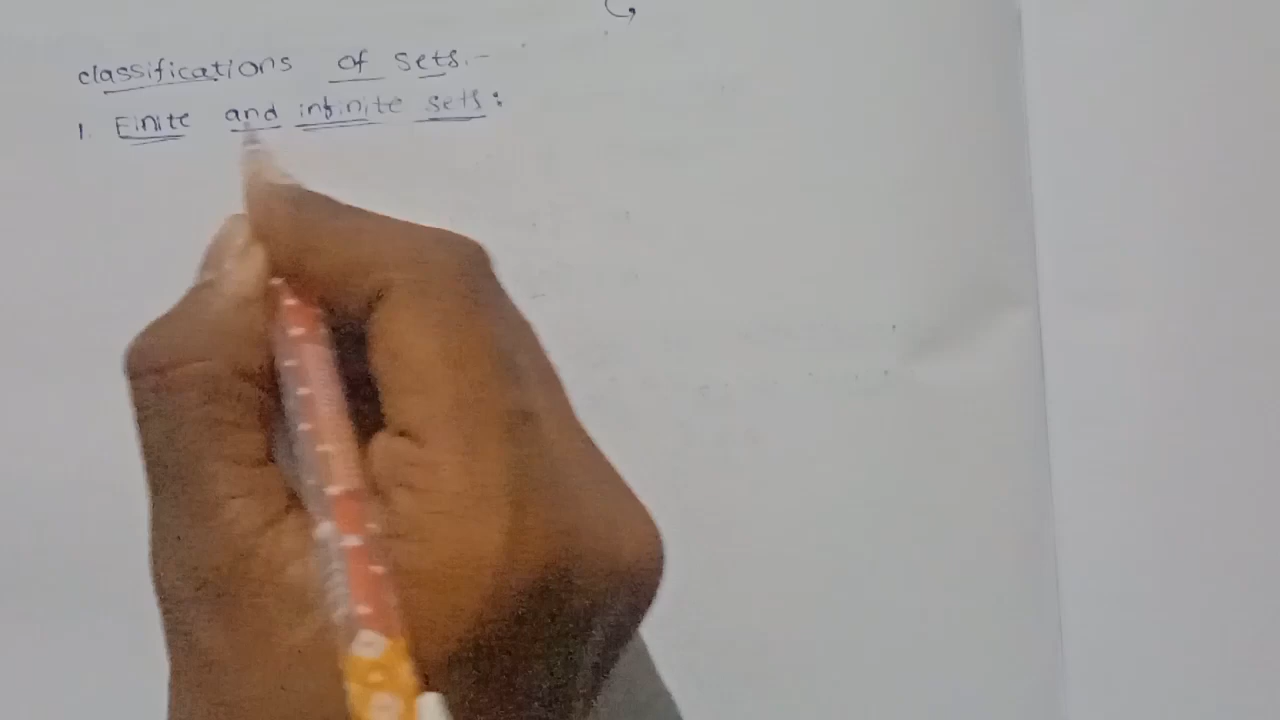 classifications of sets.-
1. Finite and infinite sets: